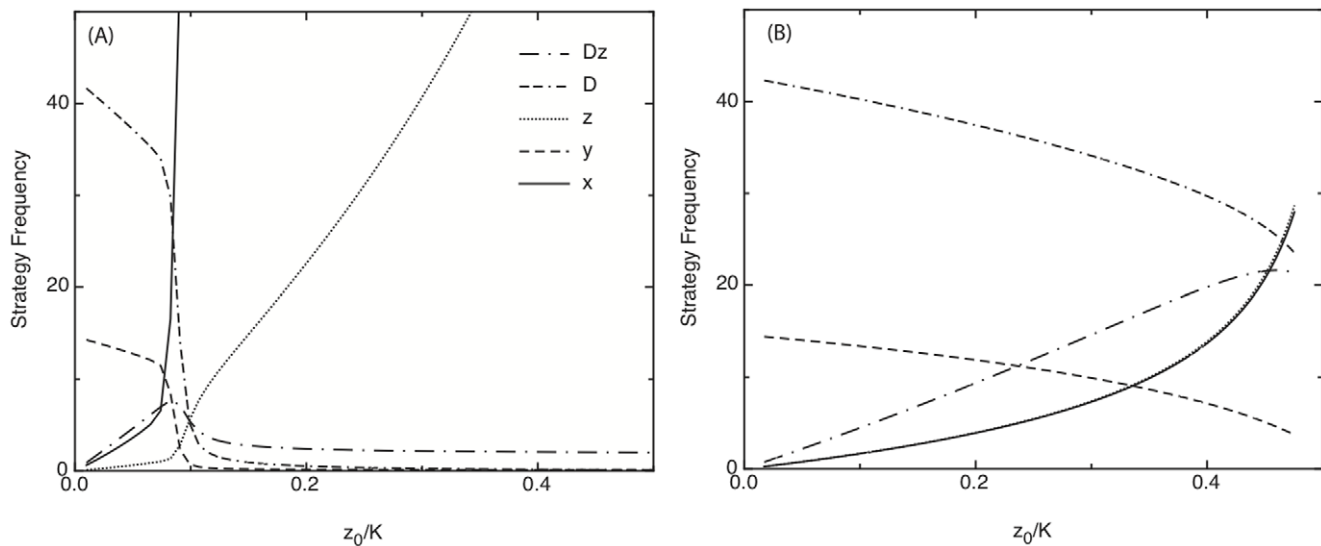 (A)
Dz
D
z
y
x
40
20
0
0.0
0.2
0.4
Strategy Frequency
z₀/K
(B)
40
20
0
0.0
0.2
0.4
Strategy Frequency
z₀/K